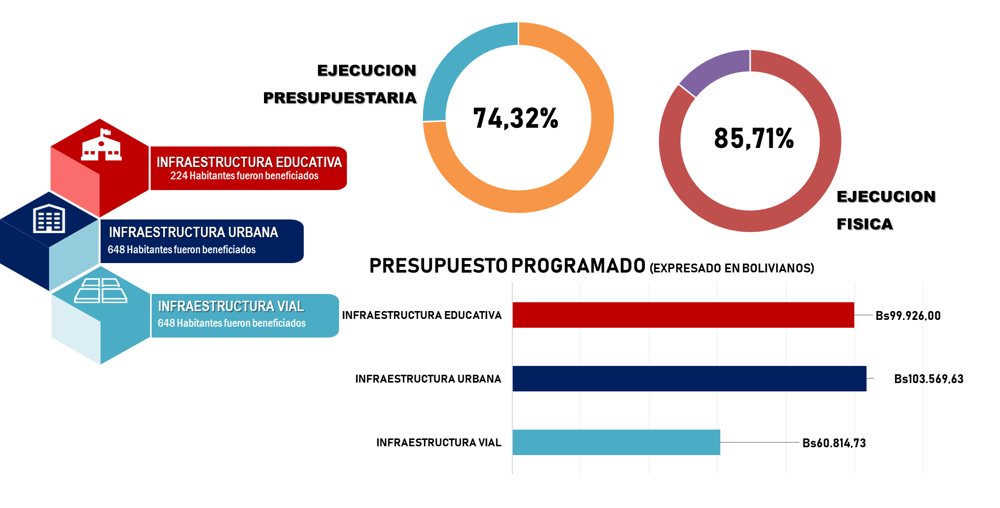 EJECUCION
PRESUPUESTARIA
74,32%
85,71%
EJECUCION
FISICA
INFRAESTRUCTURA EDUCATIVA
224 Habitantes fueron beneficiados
INFRAESTRUCTURA URBANA
648 Habitantes fueron beneficiados
INFRAESTRUCTURA VIAL
648 Habitantes fueron beneficiados
PRESUPUESTO PROGRAMADO (EXPRESADO EN BOLIVIANOS)
INFRAESTRUCTURA EDUCATIVA Bs99.926,00
INFRAESTRUCTURA URBANA Bs103.569,63
INFRAESTRUCTURA VIAL Bs60.814,73